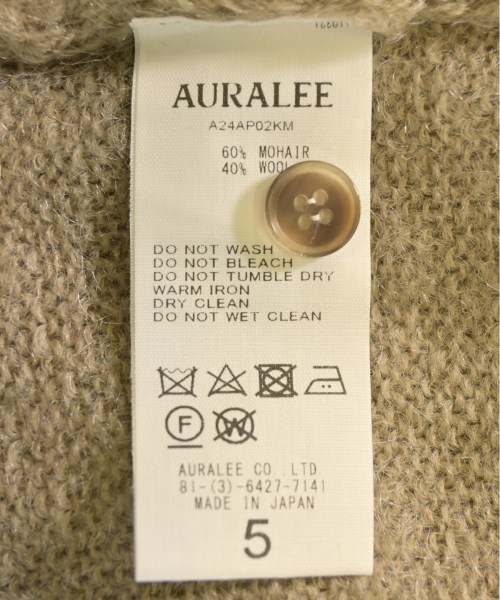 AURALEE
A24AP02KM
60% MOHAIR
40% WOOL
DO NOT WASH
DO NOT BLEACH
DO NOT TUMBLE DRY
WARM IRON
DRY CLEAN
DO NOT WET CLEAN
F W
AURALEE CO. LTD
81-(3)-6427-7141
MADE IN JAPAN
5